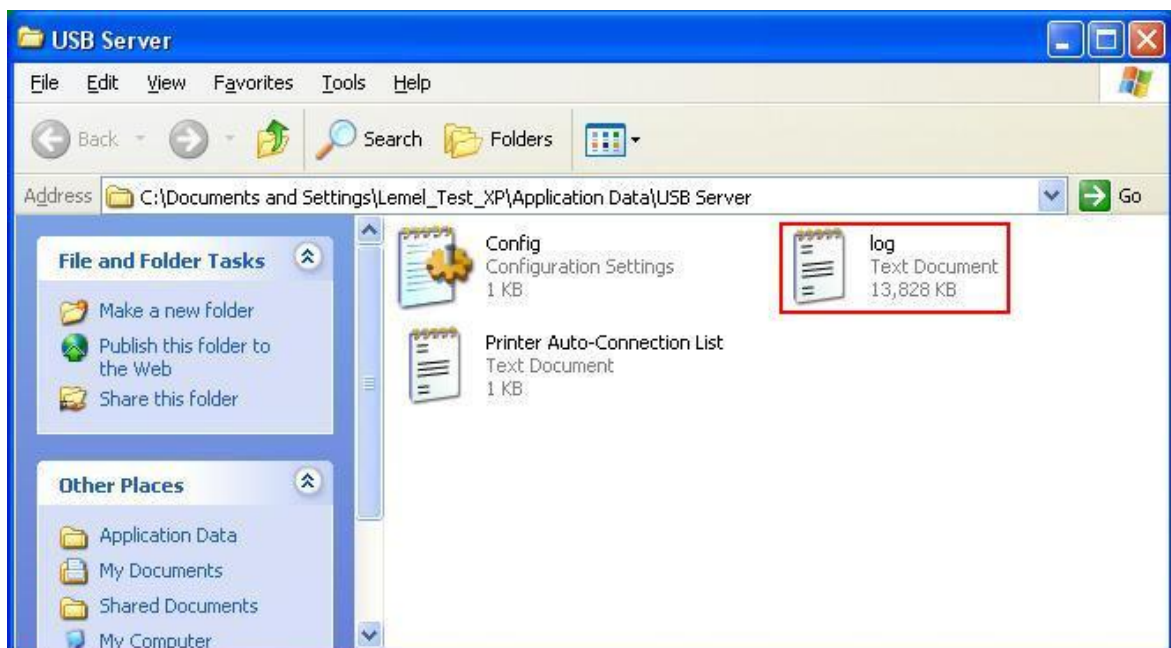 USB Server
File Edit View Favorites Tools Help
Back Search Folders
Address C:\Documents and Settings\Lemel_Test_XP\Application Data\USB Server Go
File and Folder Tasks
Make a new folder
Publish this folder to
the Web
Share this folder
Other Places
Application Data
My Documents
Shared Documents
My Computer
Config
Configuration Settings
1 KB
log
Text Document
13,828 KB
Printer Auto-Connection List
Text Document
1 KB